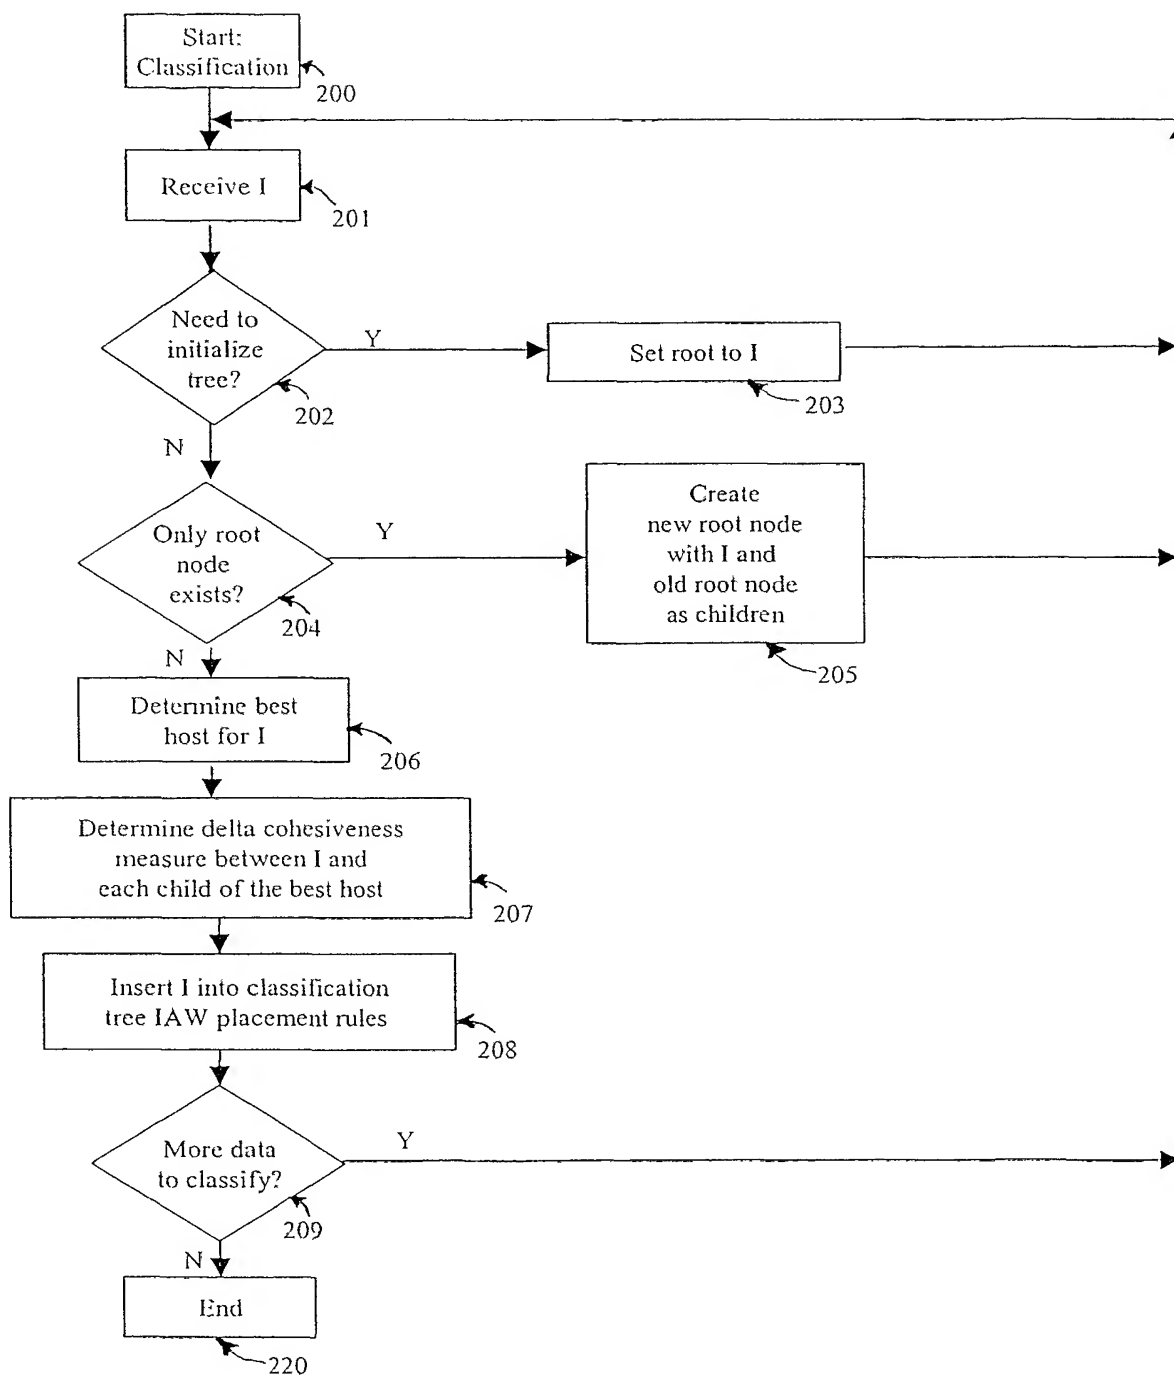 Start:
Classification
200
Receive I
201
Need to
initialize
tree?
202
Y
Set root to I
203
N
Only root
node
exists?
204
Y
Create
new root node
with I and
old root node
as children
205
N
Determine best
host for I
206
Determine delta cohesiveness
measure between I and
each child of the best host
207
Insert I into classification
tree IAW placement rules
208
More data
to classify?
209
Y
N
End
220